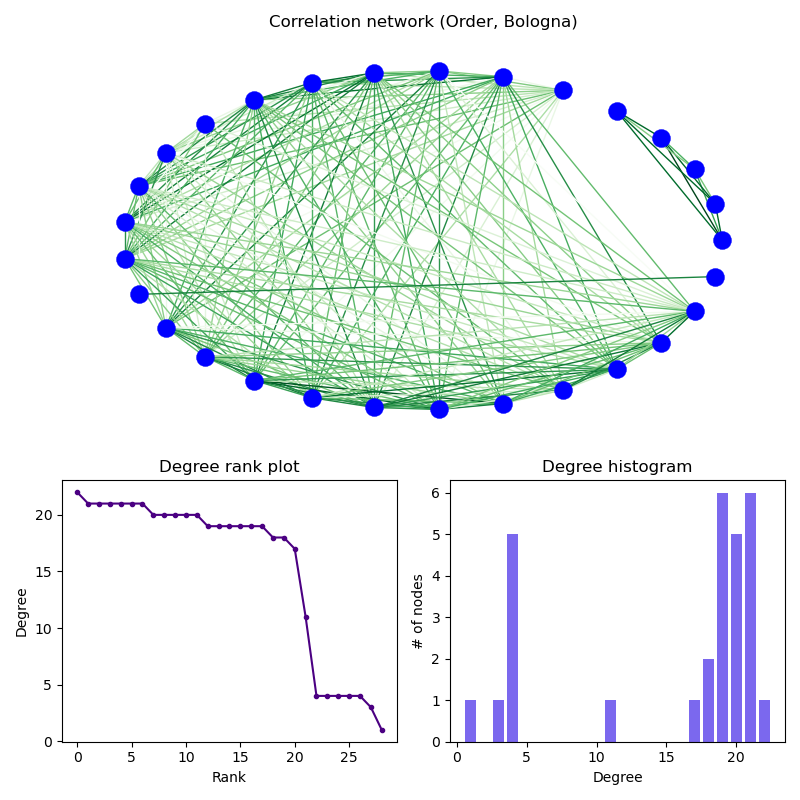 Correlation network (Order, Bologna)
Degree rank plot
Degree
20
15
10
5
0
0 5 10 15 20 25
Rank
Degree histogram
# of nodes
6
5
4
3
2
1
0
0 5 10 15 20
Degree